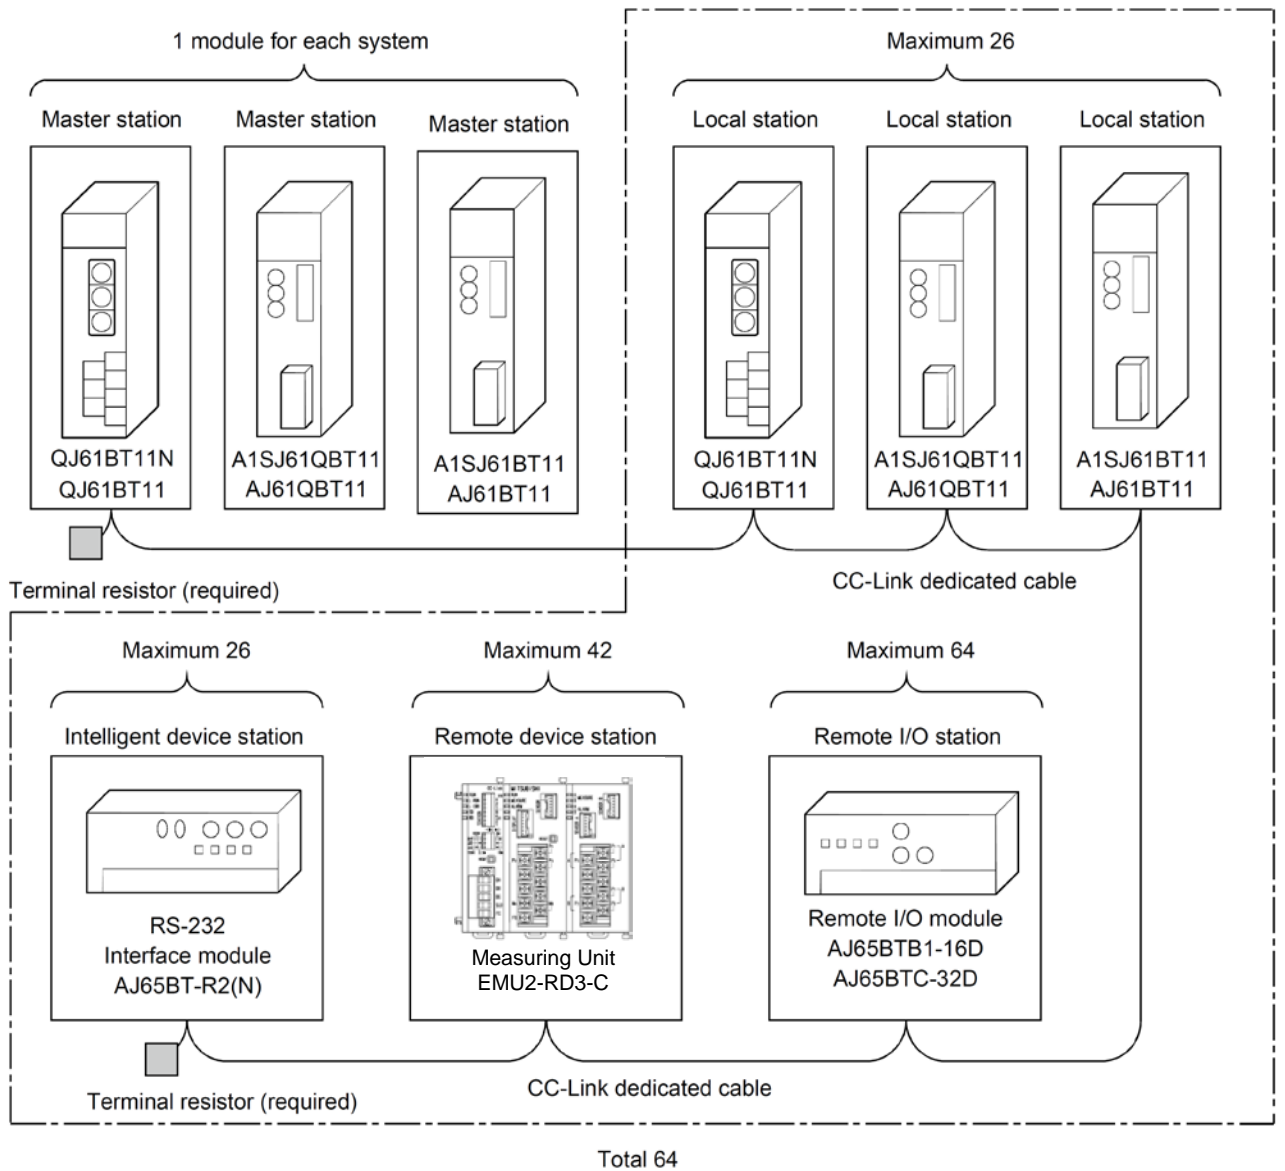 1 module for each system
Maximum 26
Master station
Master station
Master station
Local station
Local station
Local station
QJ61BT11N
QJ61BT11
A1SJ61QBT11
AJ61QBT11
A1SJ61BT11
AJ61BT11
QJ61BT11N
QJ61BT11
A1SJ61QBT11
AJ61QBT11
A1SJ61BT11
AJ61BT11
Terminal resistor (required)
CC-Link dedicated cable
Maximum 26
Maximum 42
Maximum 64
Intelligent device station
Remote device station
Remote I/O station
RS-232
Interface module
AJ65BT-R2(N)
Measuring Unit
EMU2-RD3-C
Remote I/O module
AJ65BTB1-16D
AJ65BTC-32D
CC-Link dedicated cable
Terminal resistor (required)
Total 64